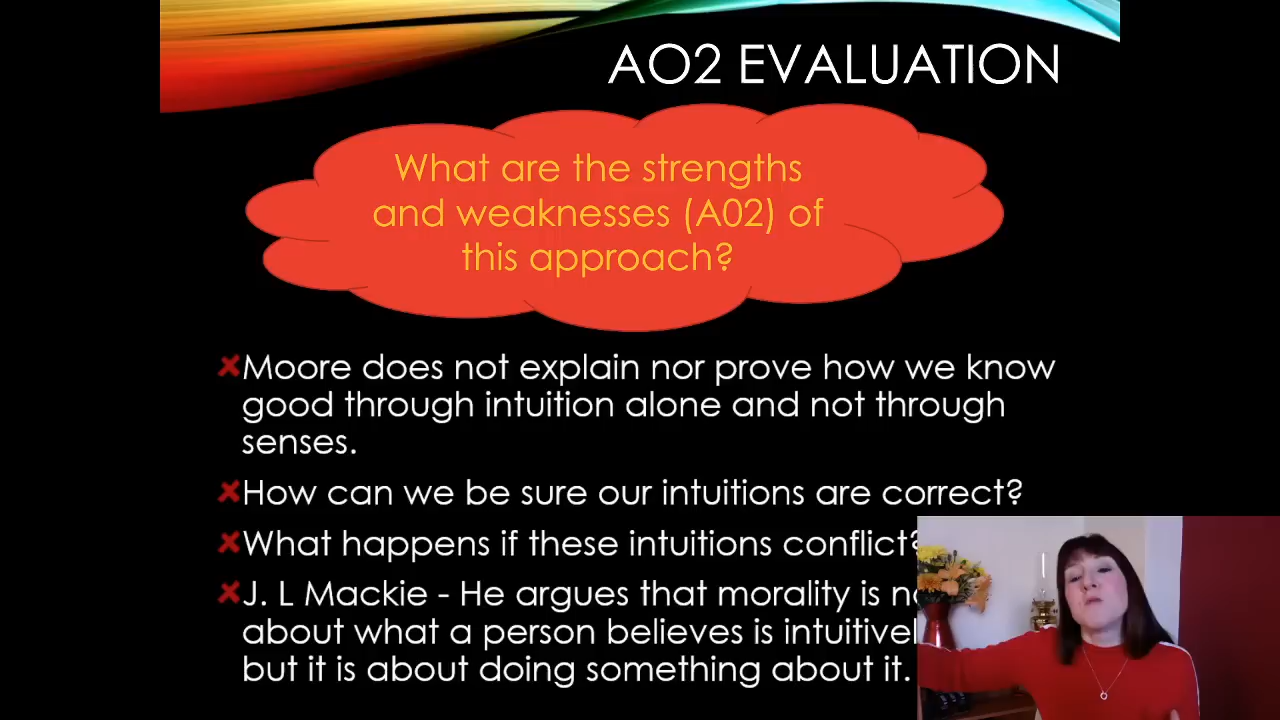 AO2 EVALUATION
What are the strengths
and weaknesses (A02) of
this approach?
Moore does not explain nor prove how we know
good through intuition alone and not through
senses.
How can we be sure our intuitions are correct?
What happens if these intuitions conflict?
J. L Mackie - He argues that morality is
about what a person believes is
but it is about doing something about it.